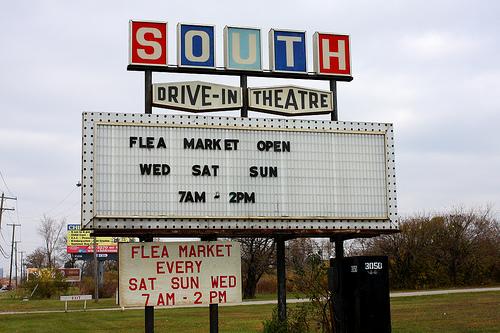 SOUTH
DRIVE-IN THEATRE
FLEA MARKET OPEN
WED SAT SUN
7AM - 2PM
FLEA MARKET
EVERY
SAT SUN WED
7 AM - 2 PM
3050
EXIT